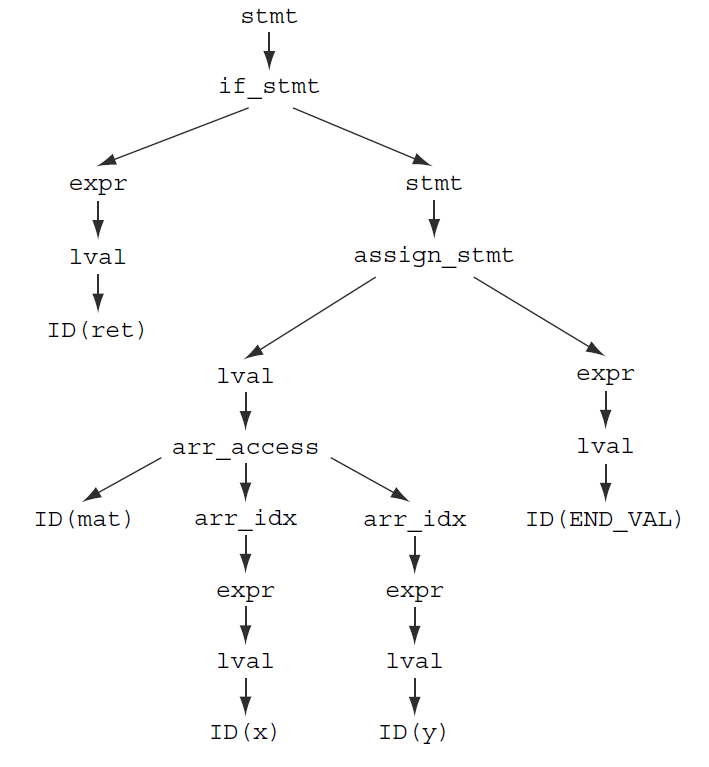 stmt
if_stmt
expr stmt
lval assign_stmt
ID(ret)
lval expr
arr_access lval
ID(mat) arr_idx arr_idx ID(END_VAL)
expr expr
lval lval
ID(x) ID(y)